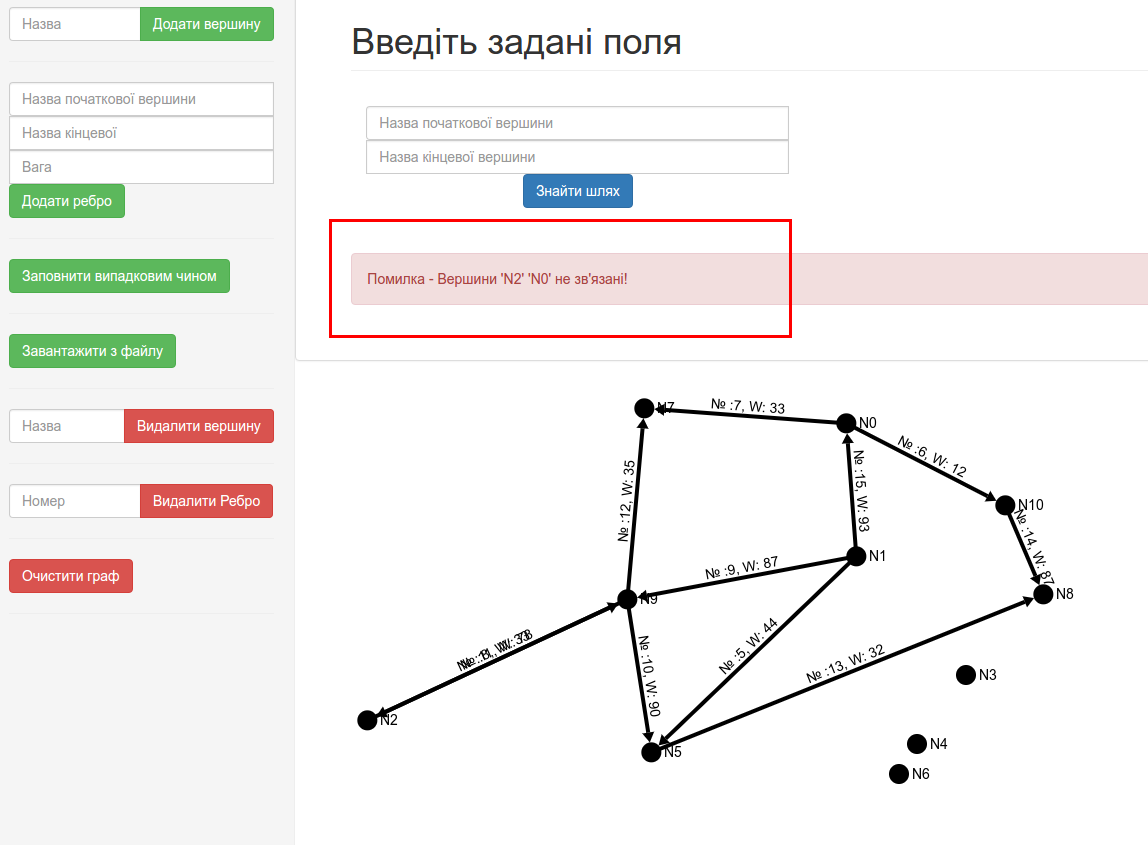 Назва
Додати вершину
Назва початкової вершини
Назва кінцевої
Вага
Додати ребро
Заповнити випадковим чином
Завантажити з файлу
Назва
Видалити вершину
Номер
Видалити Ребро
Очистити граф
Введіть задані поля
Назва початкової вершини
Назва кінцевої вершини
Знайти шлях
Помилка - Вершини 'N2' 'N0' не зв'язані!
N7
№ :7, W: 33
N0
№ :6, W: 12
№ :12, W: 35
№ :15, W: 93
N10
№ :14, W: 87
N1
№ :9, W: 87
N9
N8
№ :5, W: 44
№ :10, W: 90
№ :13, W: 32
N3
N2
N5
N4
N6